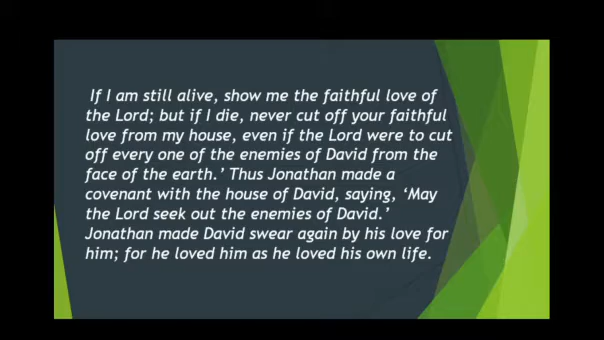 If I am still alive, show me the faithful love of
the Lord; but if I die, never cut off your faithful
love from my house, even if the Lord were to cut
off every one of the enemies of David from the
face of the earth.’ Thus Jonathan made a
covenant with the house of David, saying, ‘May
the Lord seek out the enemies of David.’
Jonathan made David swear again by his love for
him; for he loved him as he loved his own life.